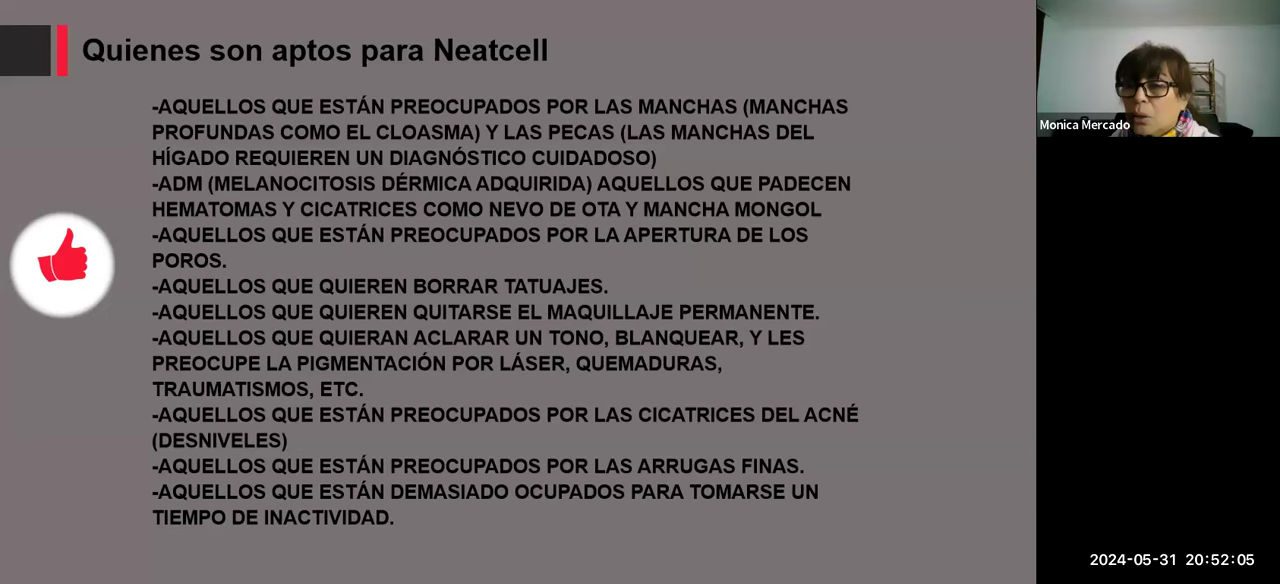 Quienes son aptos para Neatcell
-AQUELLOS QUE ESTÁN PREOCUPADOS POR LAS MANCHAS (MANCHAS
PROFUNDAS COMO EL CLOASMA) Y LAS PECAS (LAS MANCHAS DEL
HÍGADO REQUIEREN UN DIAGNÓSTICO CUIDADOSO)
-ADM (MELANOCITOSIS DÉRMICA ADQUIRIDA) AQUELLOS QUE PADECEN
HEMATOMAS Y CICATRICES COMO NEVO DE OTA Y MANCHA MONGOL
-AQUELLOS QUE ESTÁN PREOCUPADOS POR LA APERTURA DE LOS
POROS.
-AQUELLOS QUE QUIEREN BORRAR TATUAJES.
-AQUELLOS QUE QUIEREN QUITARSE EL MAQUILLAJE PERMANENTE.
-AQUELLOS QUE QUIERAN ACLARAR UN TONO, BLANQUEAR, Y LES
PREOCUPE LA PIGMENTACIÓN POR LÁSER, QUEMADURAS,
TRAUMATISMOS, ETC.
-AQUELLOS QUE ESTÁN PREOCUPADOS POR LAS CICATRICES DEL ACNÉ
(DESNIVELES)
-AQUELLOS QUE ESTÁN PREOCUPADOS POR LAS ARRUGAS FINAS.
-AQUELLOS QUE ESTÁN DEMASIADO OCUPADOS PARA TOMARSE UN
TIEMPO DE INACTIVIDAD.
Monica Mercado
2024-05-31 20:52:05